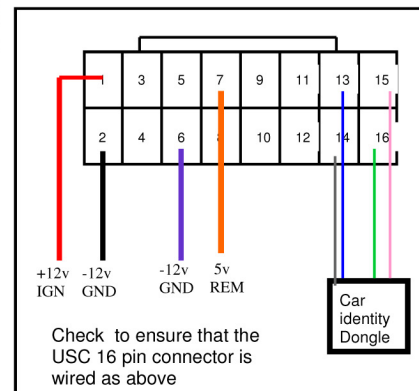 1 3 5 7 9 11 13 15
2 4 6 8 10 12 14 16
+12v -12v -12v 5v
IGN GND GND REM
Car
identity
Dongle
Check to ensure that the
USC 16 pin connector is
wired as above